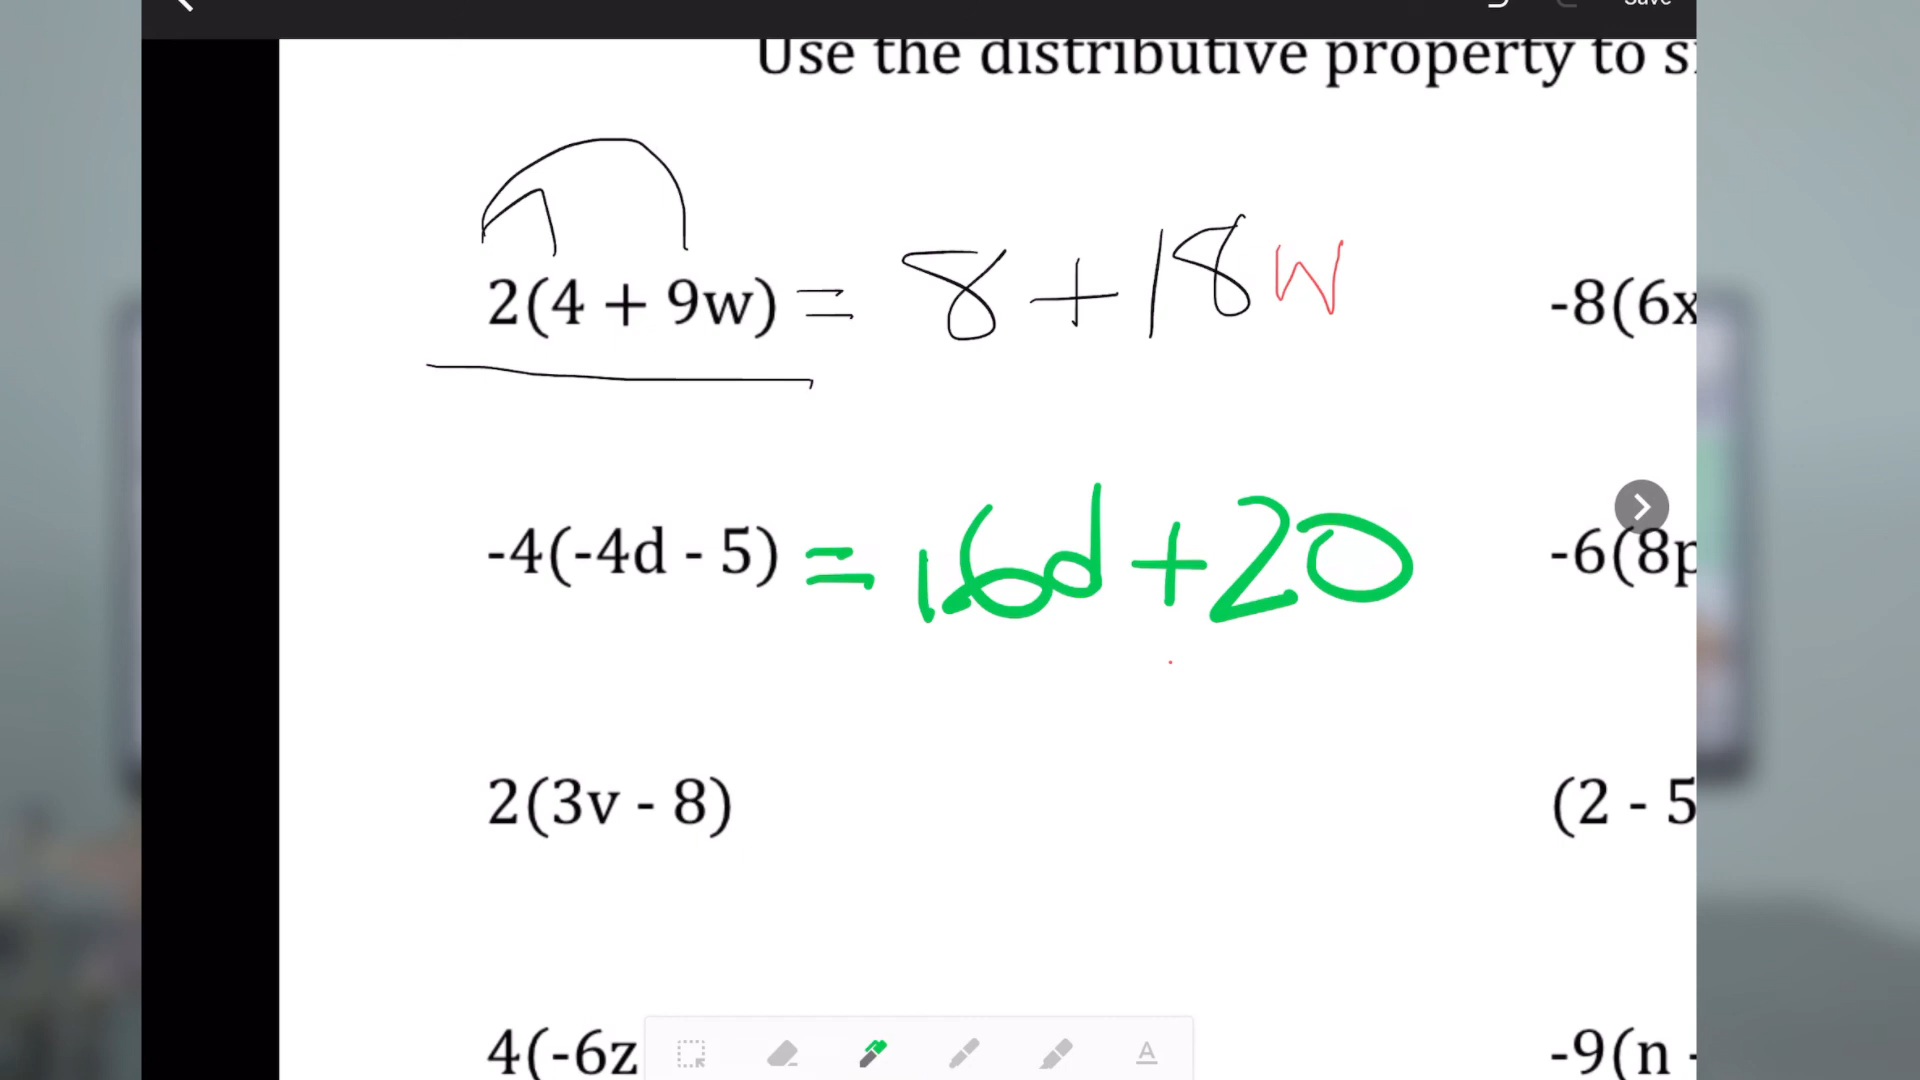 Save
Use the distributive property to s
2(4 + 9w) = 8 + 18w
-8(6x
-4(-4d - 5) = 16d + 20
-6(8p
2(3v - 8)
(2 - 5
4(-6z
-9(n -
A